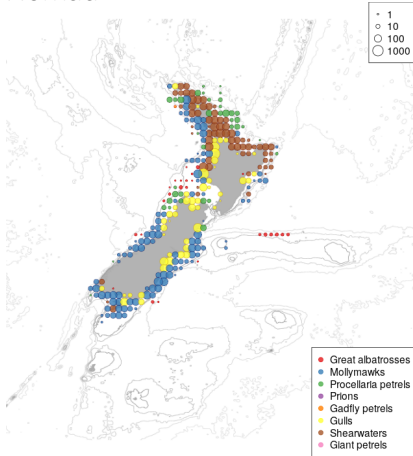 1
10
100
1000
Great albatrosses
Mollymawks
Procellaria petrels
Prions
Gadfly petrels
Gulls
Shearwaters
Giant petrels